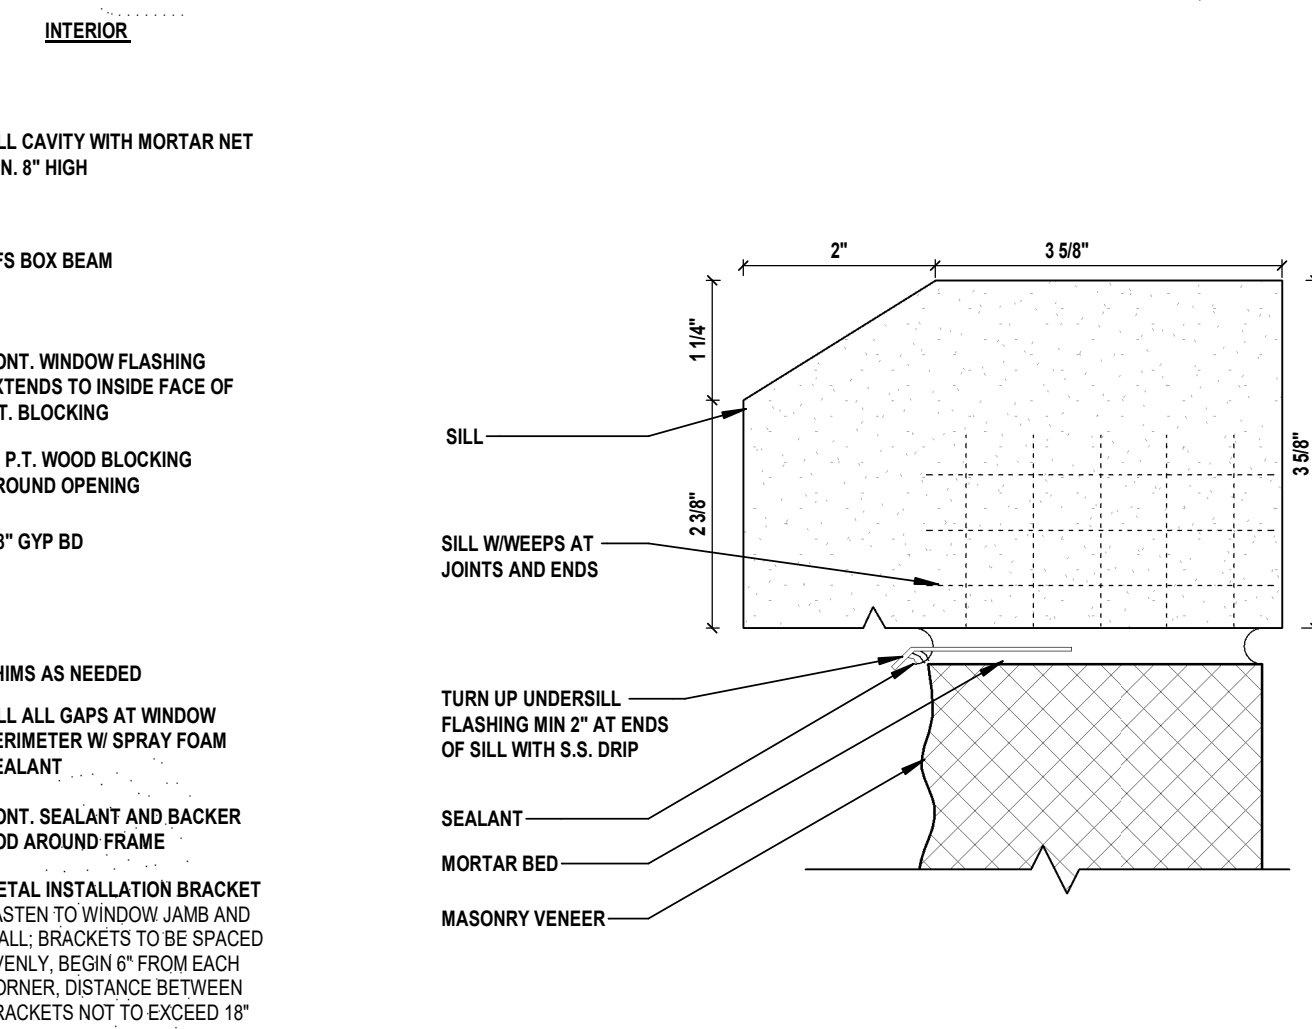 INTERIOR
LL CAVITY WITH MORTAR NET
N. 8" HIGH
FS BOX BEAM
ONT. WINDOW FLASHING
XTENDS TO INSIDE FACE OF
T. BLOCKING
P.T. WOOD BLOCKING
ROUND OPENING
8" GYP BD
HIMS AS NEEDED
LL ALL GAPS AT WINDOW
ERIMETER W/ SPRAY FOAM
EALANT
ONT. SEALANT AND BACKER
OD AROUND FRAME
ETAL INSTALLATION BRACKET
ASTEN TO WINDOW JAMB AND
ALL; BRACKETS TO BE SPACED
VENLY, BEGIN 6" FROM EACH
ORNER, DISTANCE BETWEEN
RACKETS NOT TO EXCEED 18"
2"
3 5/8"
1 1/4"
2 3/8"
3 5/8"
SILL
SILL W/WEEPS AT
JOINTS AND ENDS
TURN UP UNDERSILL
FLASHING MIN 2" AT ENDS
OF SILL WITH S.S. DRIP
SEALANT
MORTAR BED
MASONRY VENEER